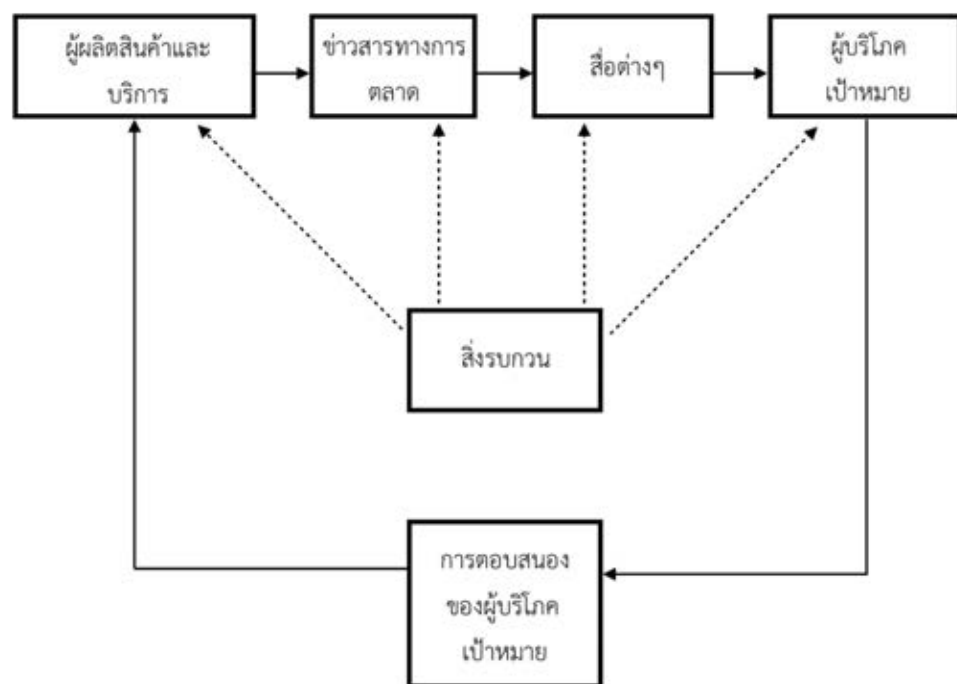 ผู้ผลิตสินค้าและ
บริการ
ข่าวสารทางการ
ตลาด
สื่อต่างๆ
ผู้บริโภค
เป้าหมาย
สิ่งรบกวน
การตอบสนอง
ของผู้บริโภค
เป้าหมาย